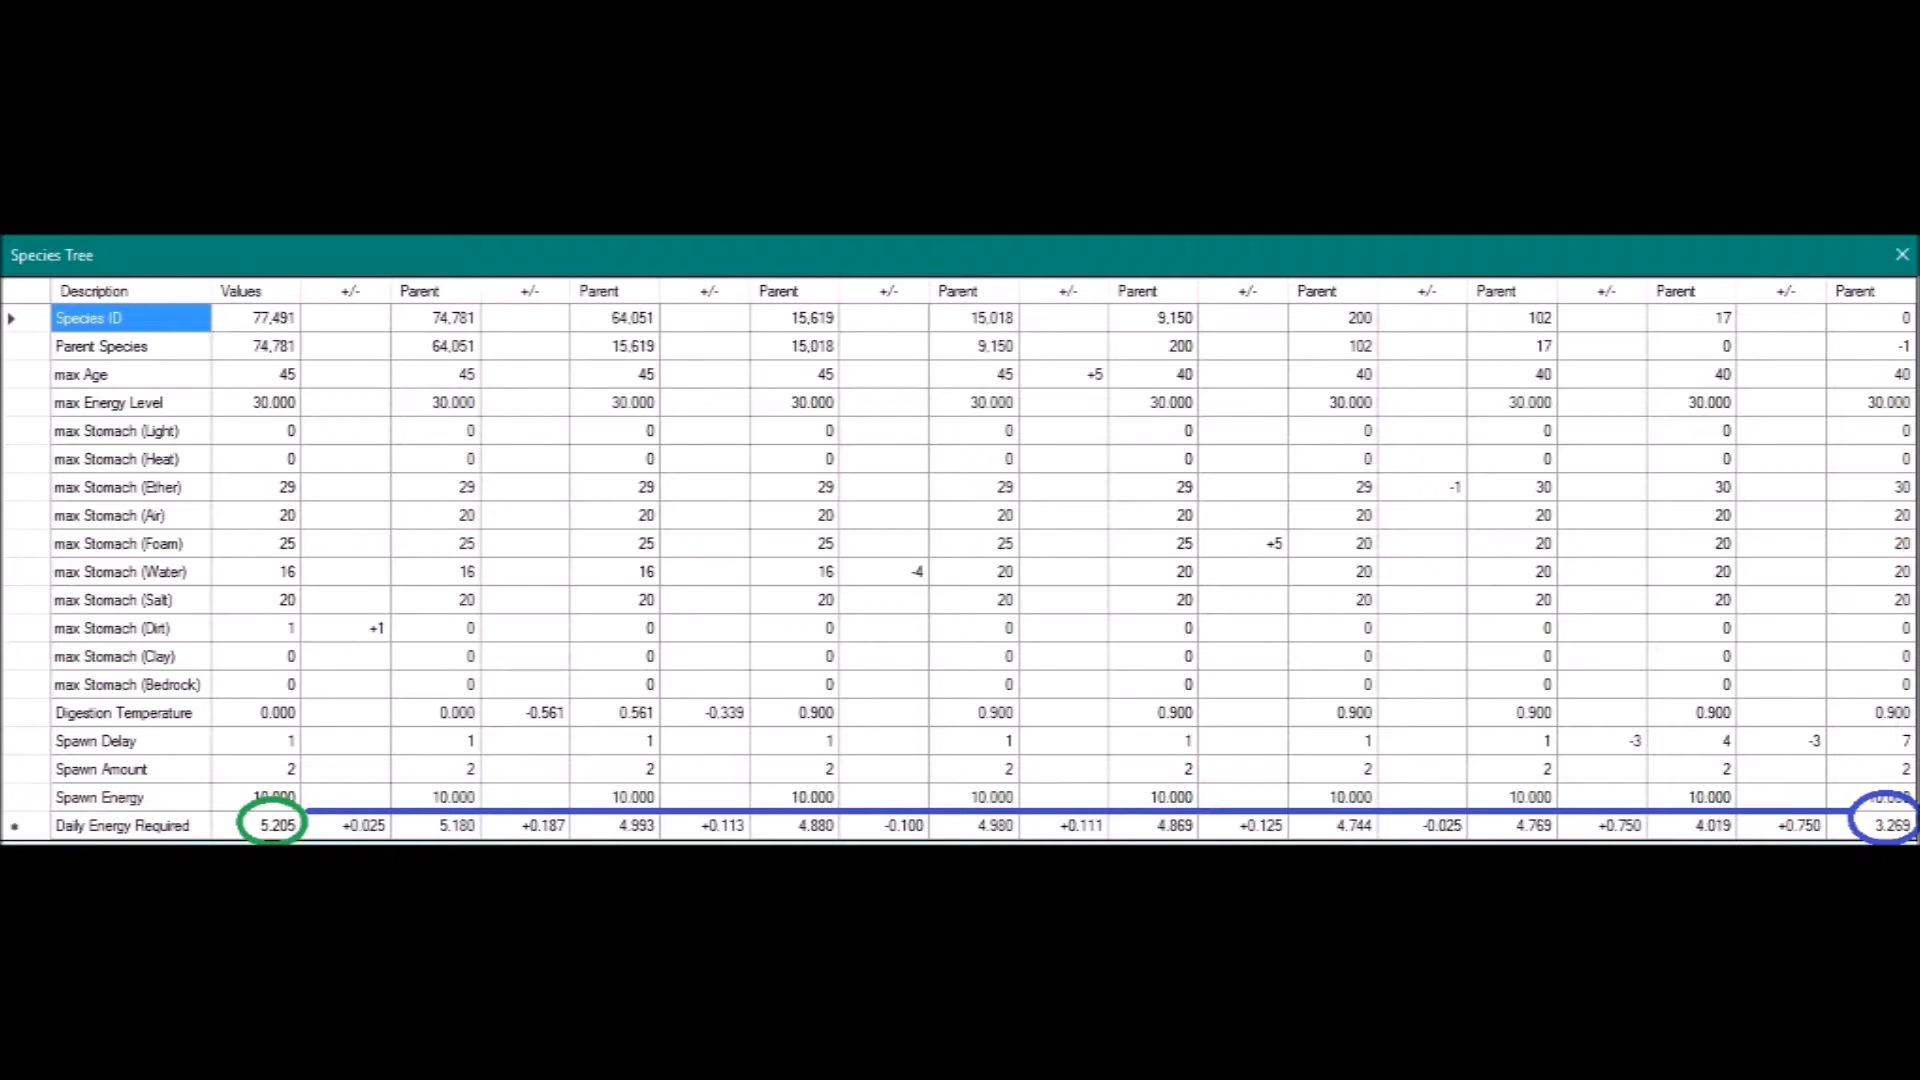 Species Tree
Description Values +/- Parent +/- Parent +/- Parent +/- Parent +/- Parent +/- Parent +/- Parent +/- Parent +/- Parent
Species ID 77,491 74,781 64,051 15,619 15,018 9,150 200 102 17 0
Parent Species 74,781 64,051 15,619 15,018 9,150 200 102 17 0 -1
max Age 45 45 45 45 45 +5 40 40 40 40 40
max Energy Level 30.000 30.000 30.000 30.000 30.000 30.000 30.000 30.000 30.000 30.000
max Stomach (Light) 0 0 0 0 0 0 0 0 0 0
max Stomach (Heat) 0 0 0 0 0 0 0 0 0 0
max Stomach (Ether) 29 29 29 29 29 29 29 -1 30 30 30
max Stomach (Air) 20 20 20 20 20 20 20 20 20 20
max Stomach (Foam) 25 25 25 25 25 25 +5 20 20 20 20
max Stomach (Water) 16 16 16 16 -4 20 20 20 20 20 20
max Stomach (Salt) 20 20 20 20 20 20 20 20 20 20
max Stomach (Dirt) 1 +1 0 0 0 0 0 0 0 0 0
max Stomach (Clay) 0 0 0 0 0 0 0 0 0 0
max Stomach (Bedrock) 0 0 0 0 0 0 0 0 0 0
Digestion Temperature 0.000 0.000 -0.561 0.561 -0.339 0.900 0.900 0.900 0.900 0.900 0.900 0.900
Spawn Delay 1 1 1 1 1 1 1 1 -3 4 -3 7
Spawn Amount 2 2 2 2 2 2 2 2 2 2
Spawn Energy 10.000 10.000 10.000 10.000 10.000 10.000 10.000 10.000 10.000 10.000
Daily Energy Required 5.205 +0.025 5.180 +0.187 4.993 +0.113 4.880 -0.100 4.980 +0.111 4.869 +0.125 4.744 -0.025 4.769 +0.750 4.019 +0.750 3.269